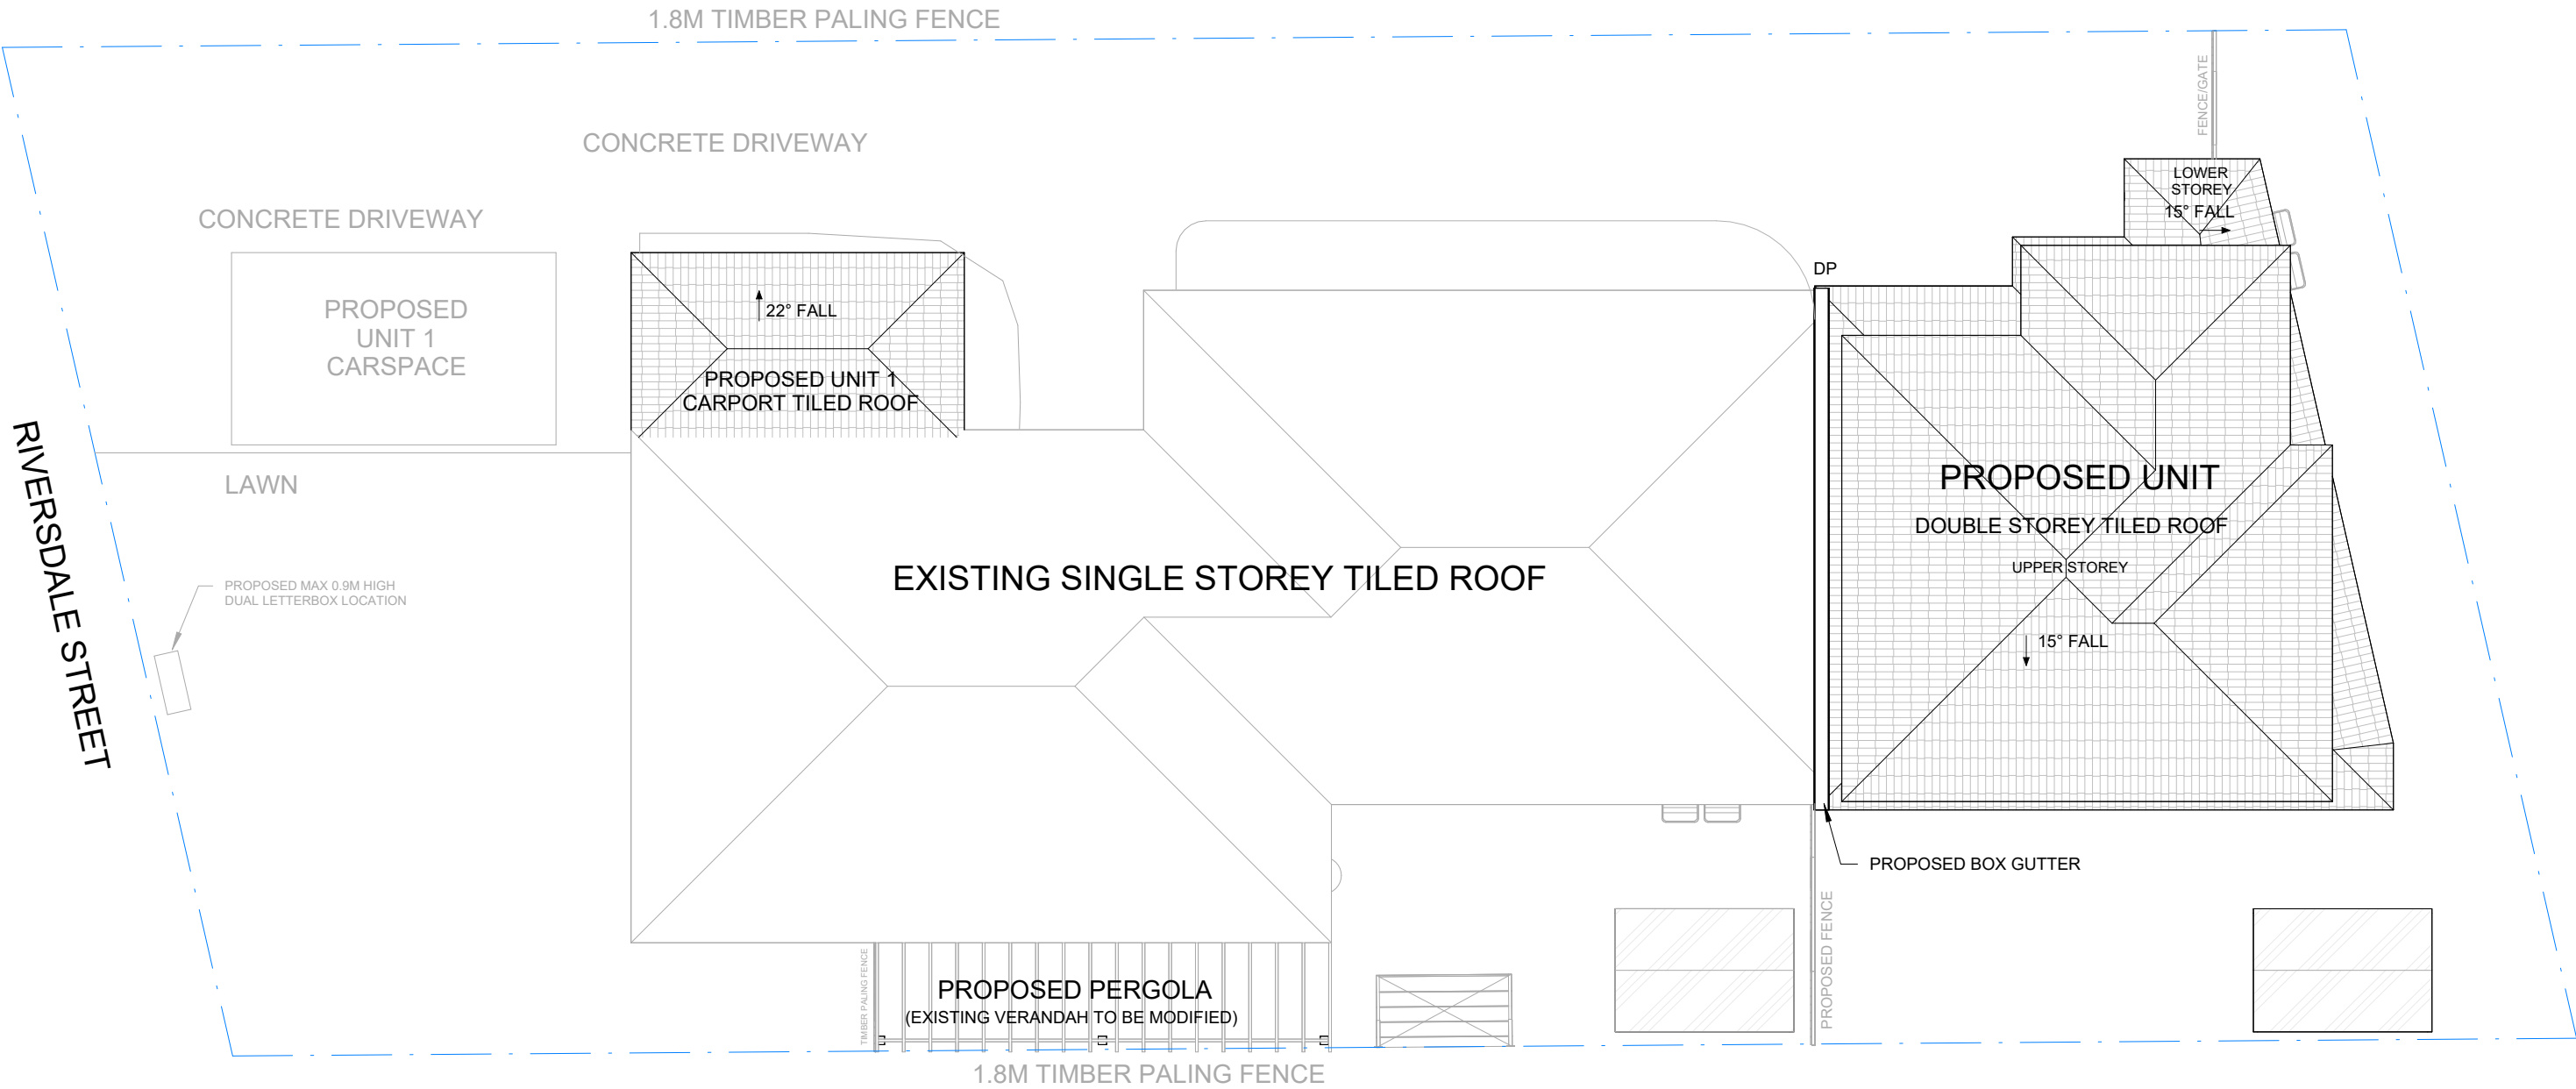 1.8M TIMBER PALING FENCE
FENCE/GATE
CONCRETE DRIVEWAY
CONCRETE DRIVEWAY
LOWER
STOREY
15° FALL
DP
PROPOSED
UNIT 1
CARSPACE
22° FALL
PROPOSED UNIT 1
CARPORT TILED ROOF
RIVERSDALE STREET
LAWN
PROPOSED UNIT
DOUBLE STOREY TILED ROOF
UPPER STOREY
EXISTING SINGLE STOREY TILED ROOF
PROPOSED MAX 0.9M HIGH
DUAL LETTERBOX LOCATION
15° FALL
PROPOSED BOX GUTTER
TIMBER PALING FENCE
PROPOSED PERGOLA
(EXISTING VERANDAH TO BE MODIFIED)
PROPOSED FENCE
1.8M TIMBER PALING FENCE